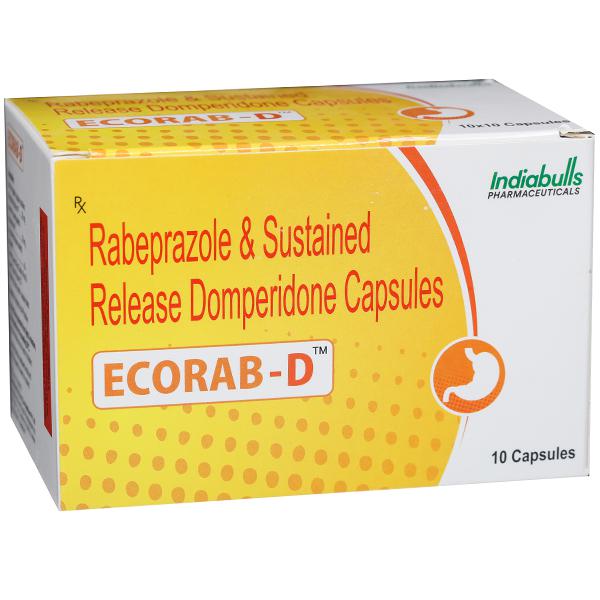 Rabeprazole & Sustained
Release Domperidone Capsules
ECORAB-D™
10x10 Capsules
Indiabulls
PHARMACEUTICALS
Rx
Rabeprazole & Sustained
Release Domperidone Capsules
ECORAB-D™
10 Capsules